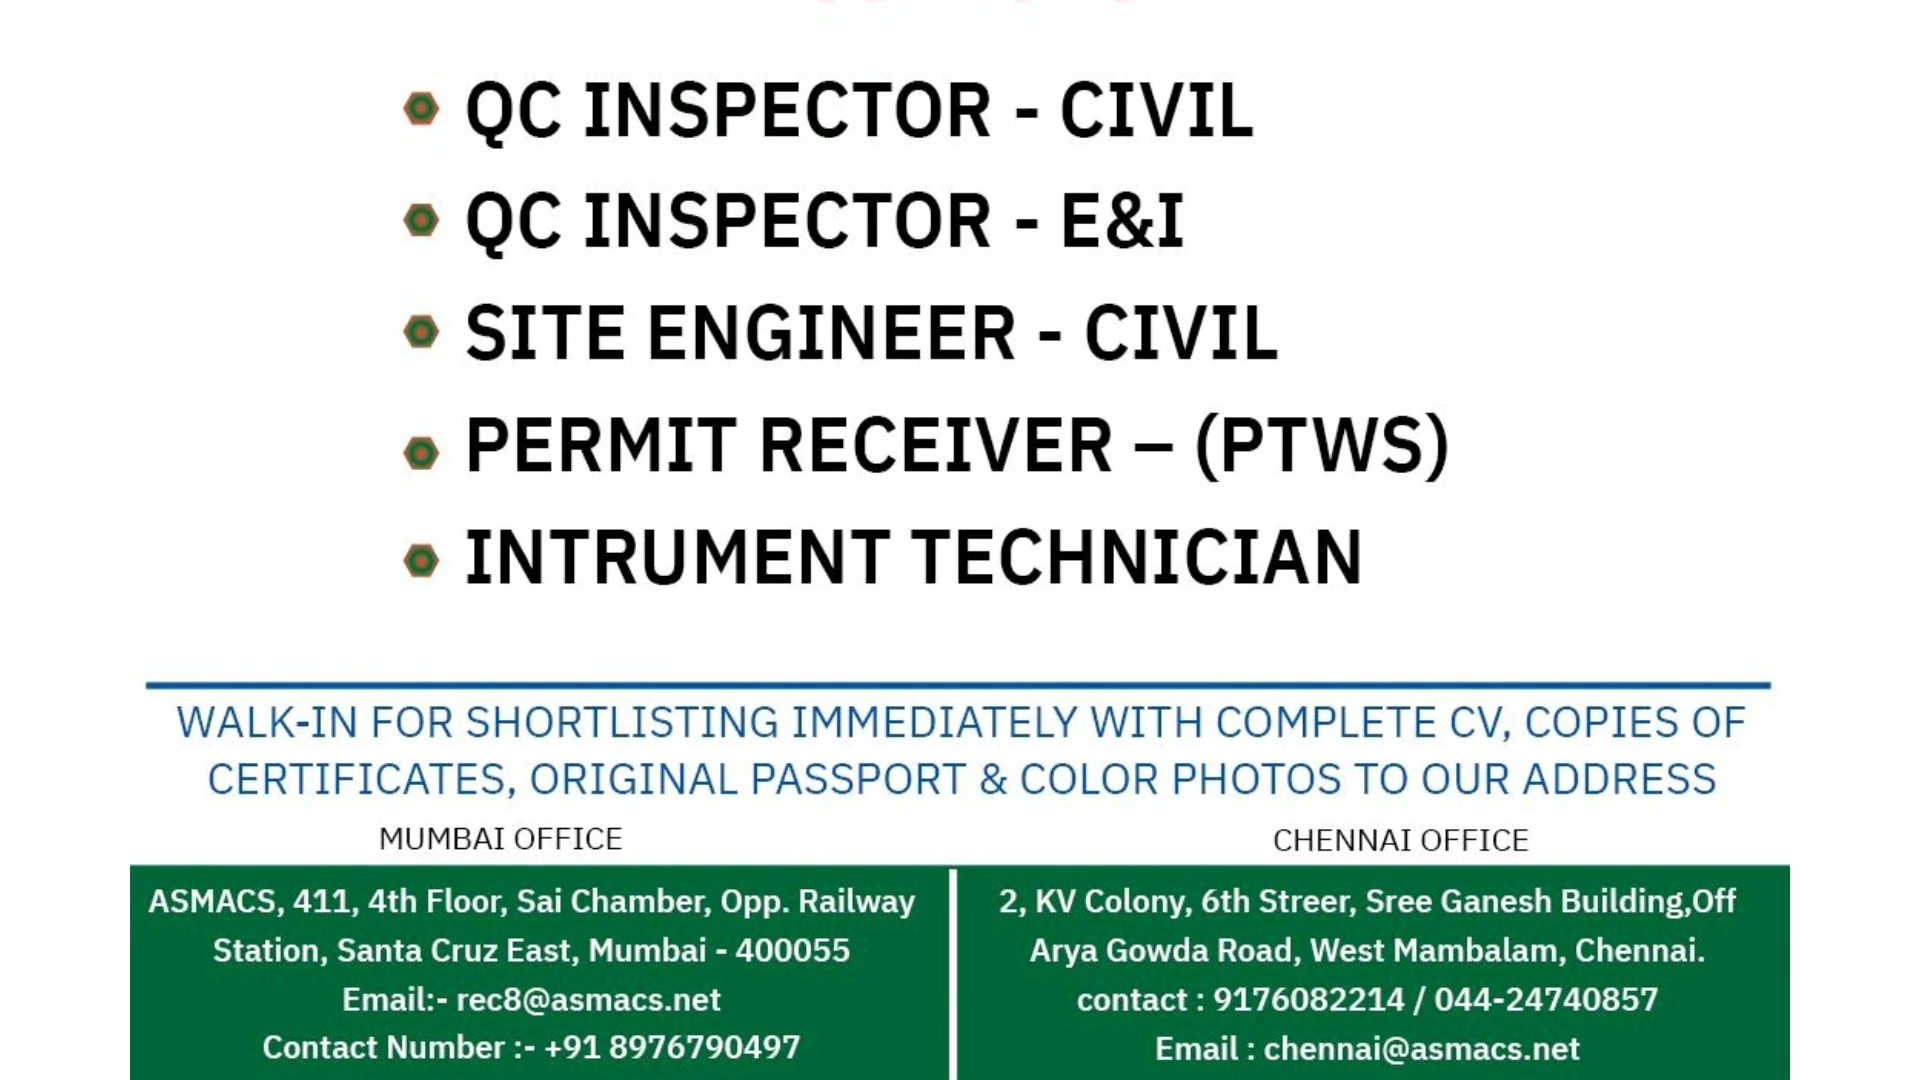 QC INSPECTOR - CIVIL
QC INSPECTOR - E&I
SITE ENGINEER - CIVIL
PERMIT RECEIVER – (PTWS)
INTRUMENT TECHNICIAN
WALK-IN FOR SHORTLISTING IMMEDIATELY WITH COMPLETE CV, COPIES OF
CERTIFICATES, ORIGINAL PASSPORT & COLOR PHOTOS TO OUR ADDRESS
MUMBAI OFFICE
ASMACS, 411, 4th Floor, Sai Chamber, Opp. Railway
Station, Santa Cruz East, Mumbai - 400055
Email:- rec8@asmacs.net
Contact Number :- +91 8976790497
CHENNAI OFFICE
2, KV Colony, 6th Streer, Sree Ganesh Building,Off
Arya Gowda Road, West Mambalam, Chennai.
contact : 9176082214 / 044-24740857
Email : chennai@asmacs.net